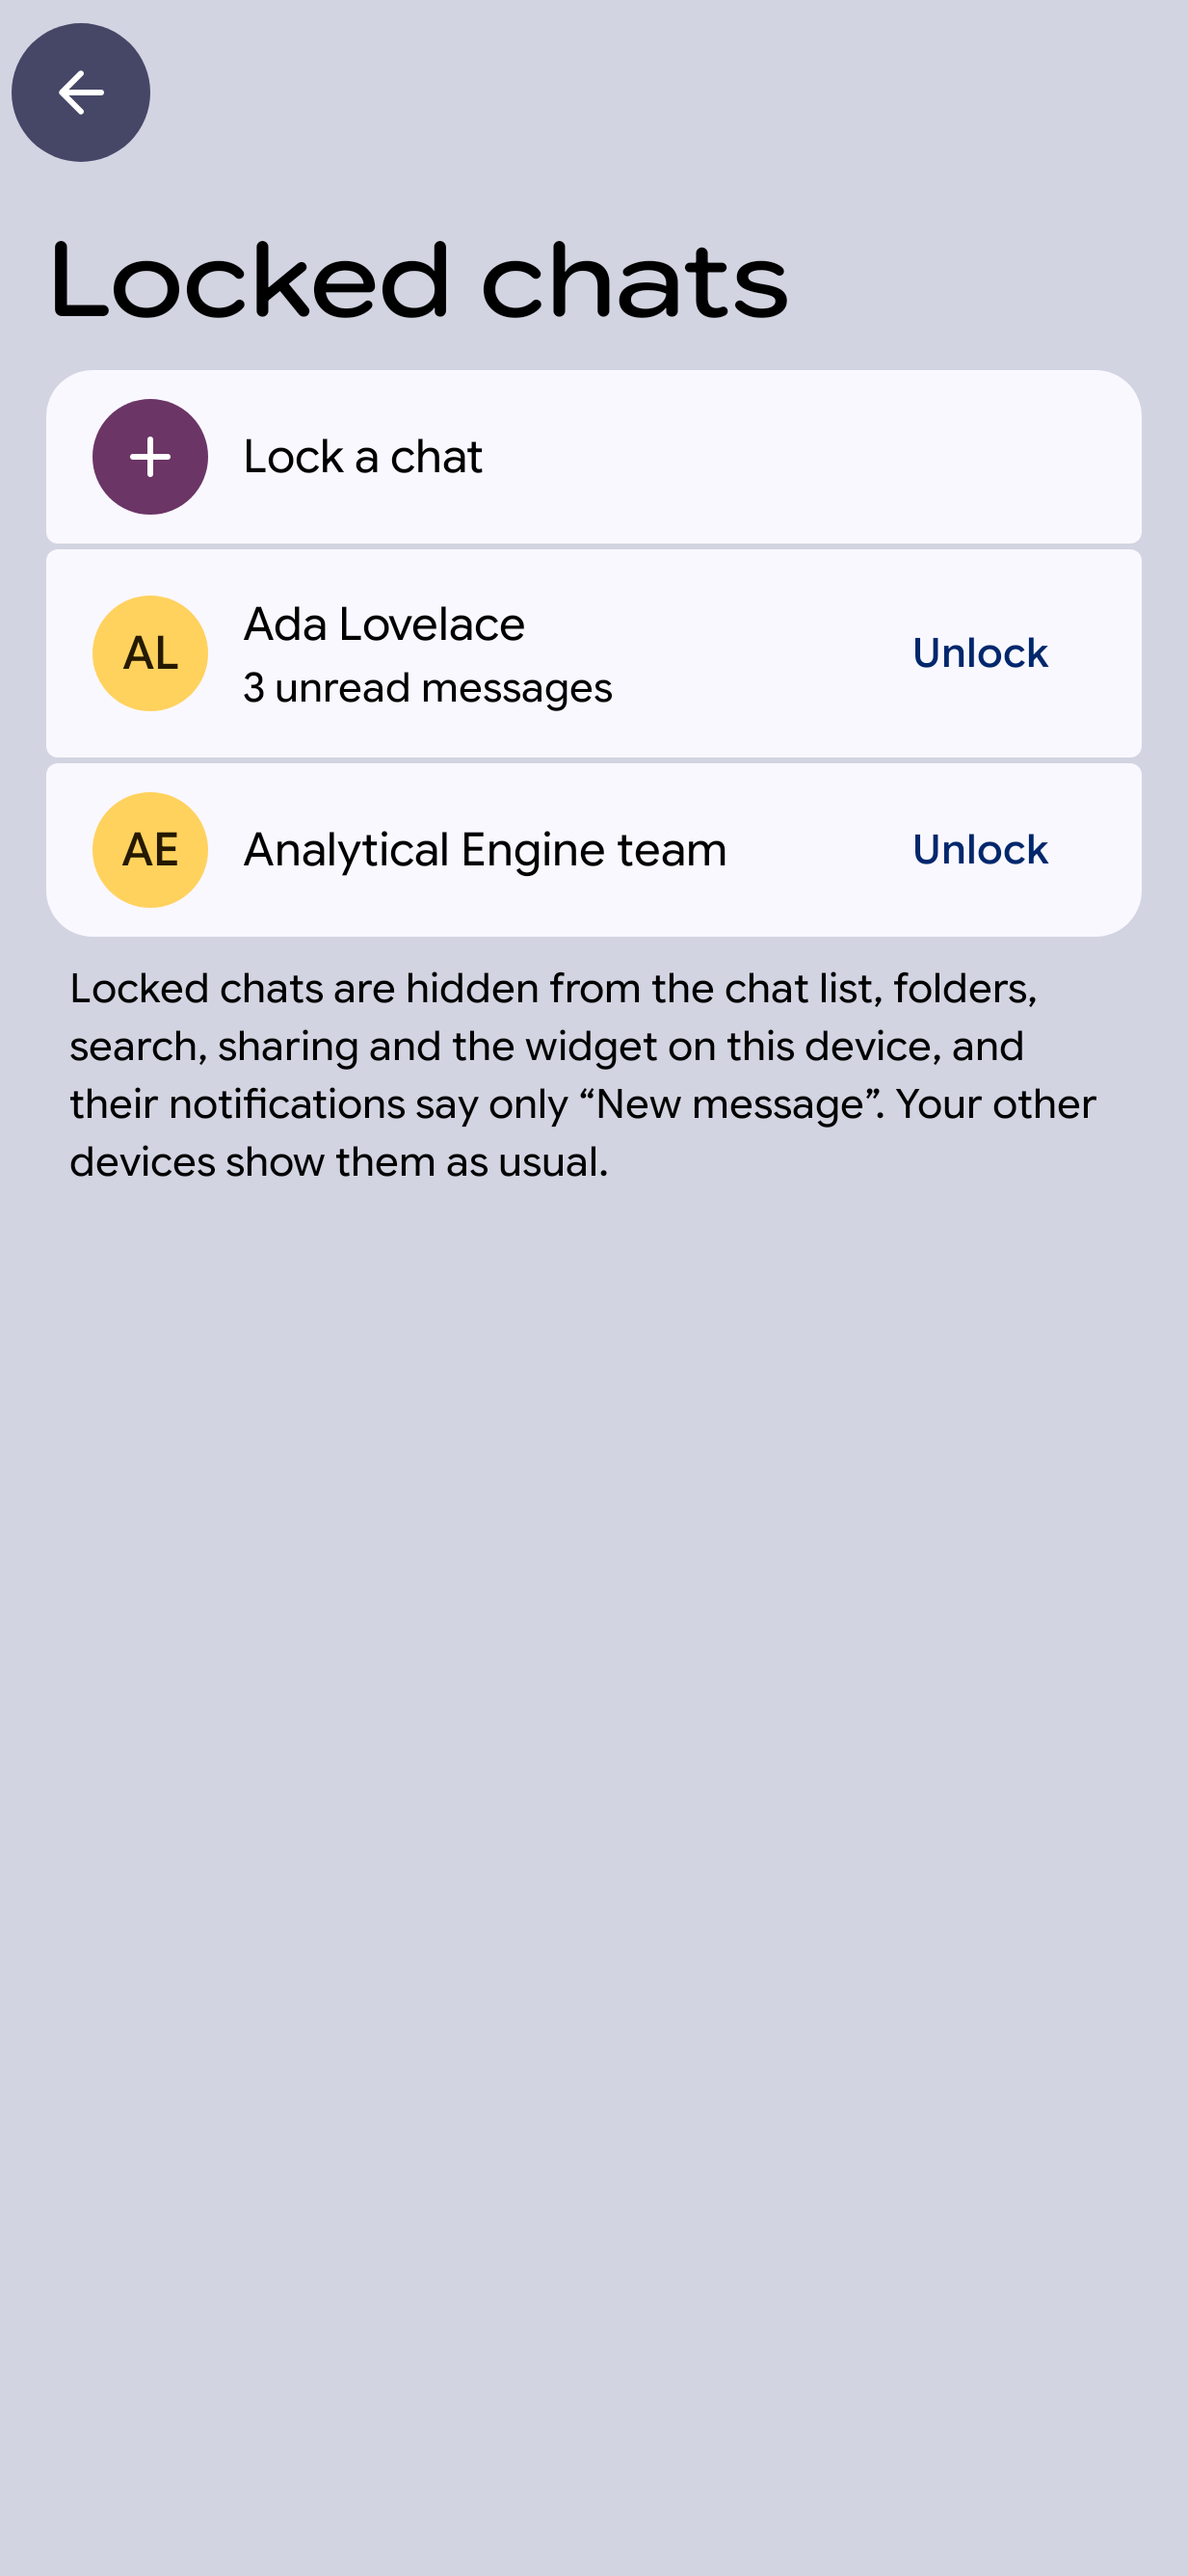 Locked chats
Lock a chat
AL
Ada Lovelace
3 unread messages
Unlock
AE
Analytical Engine team
Unlock
Locked chats are hidden from the chat list, folders,
search, sharing and the widget on this device, and
their notifications say only “New message”. Your other
devices show them as usual.